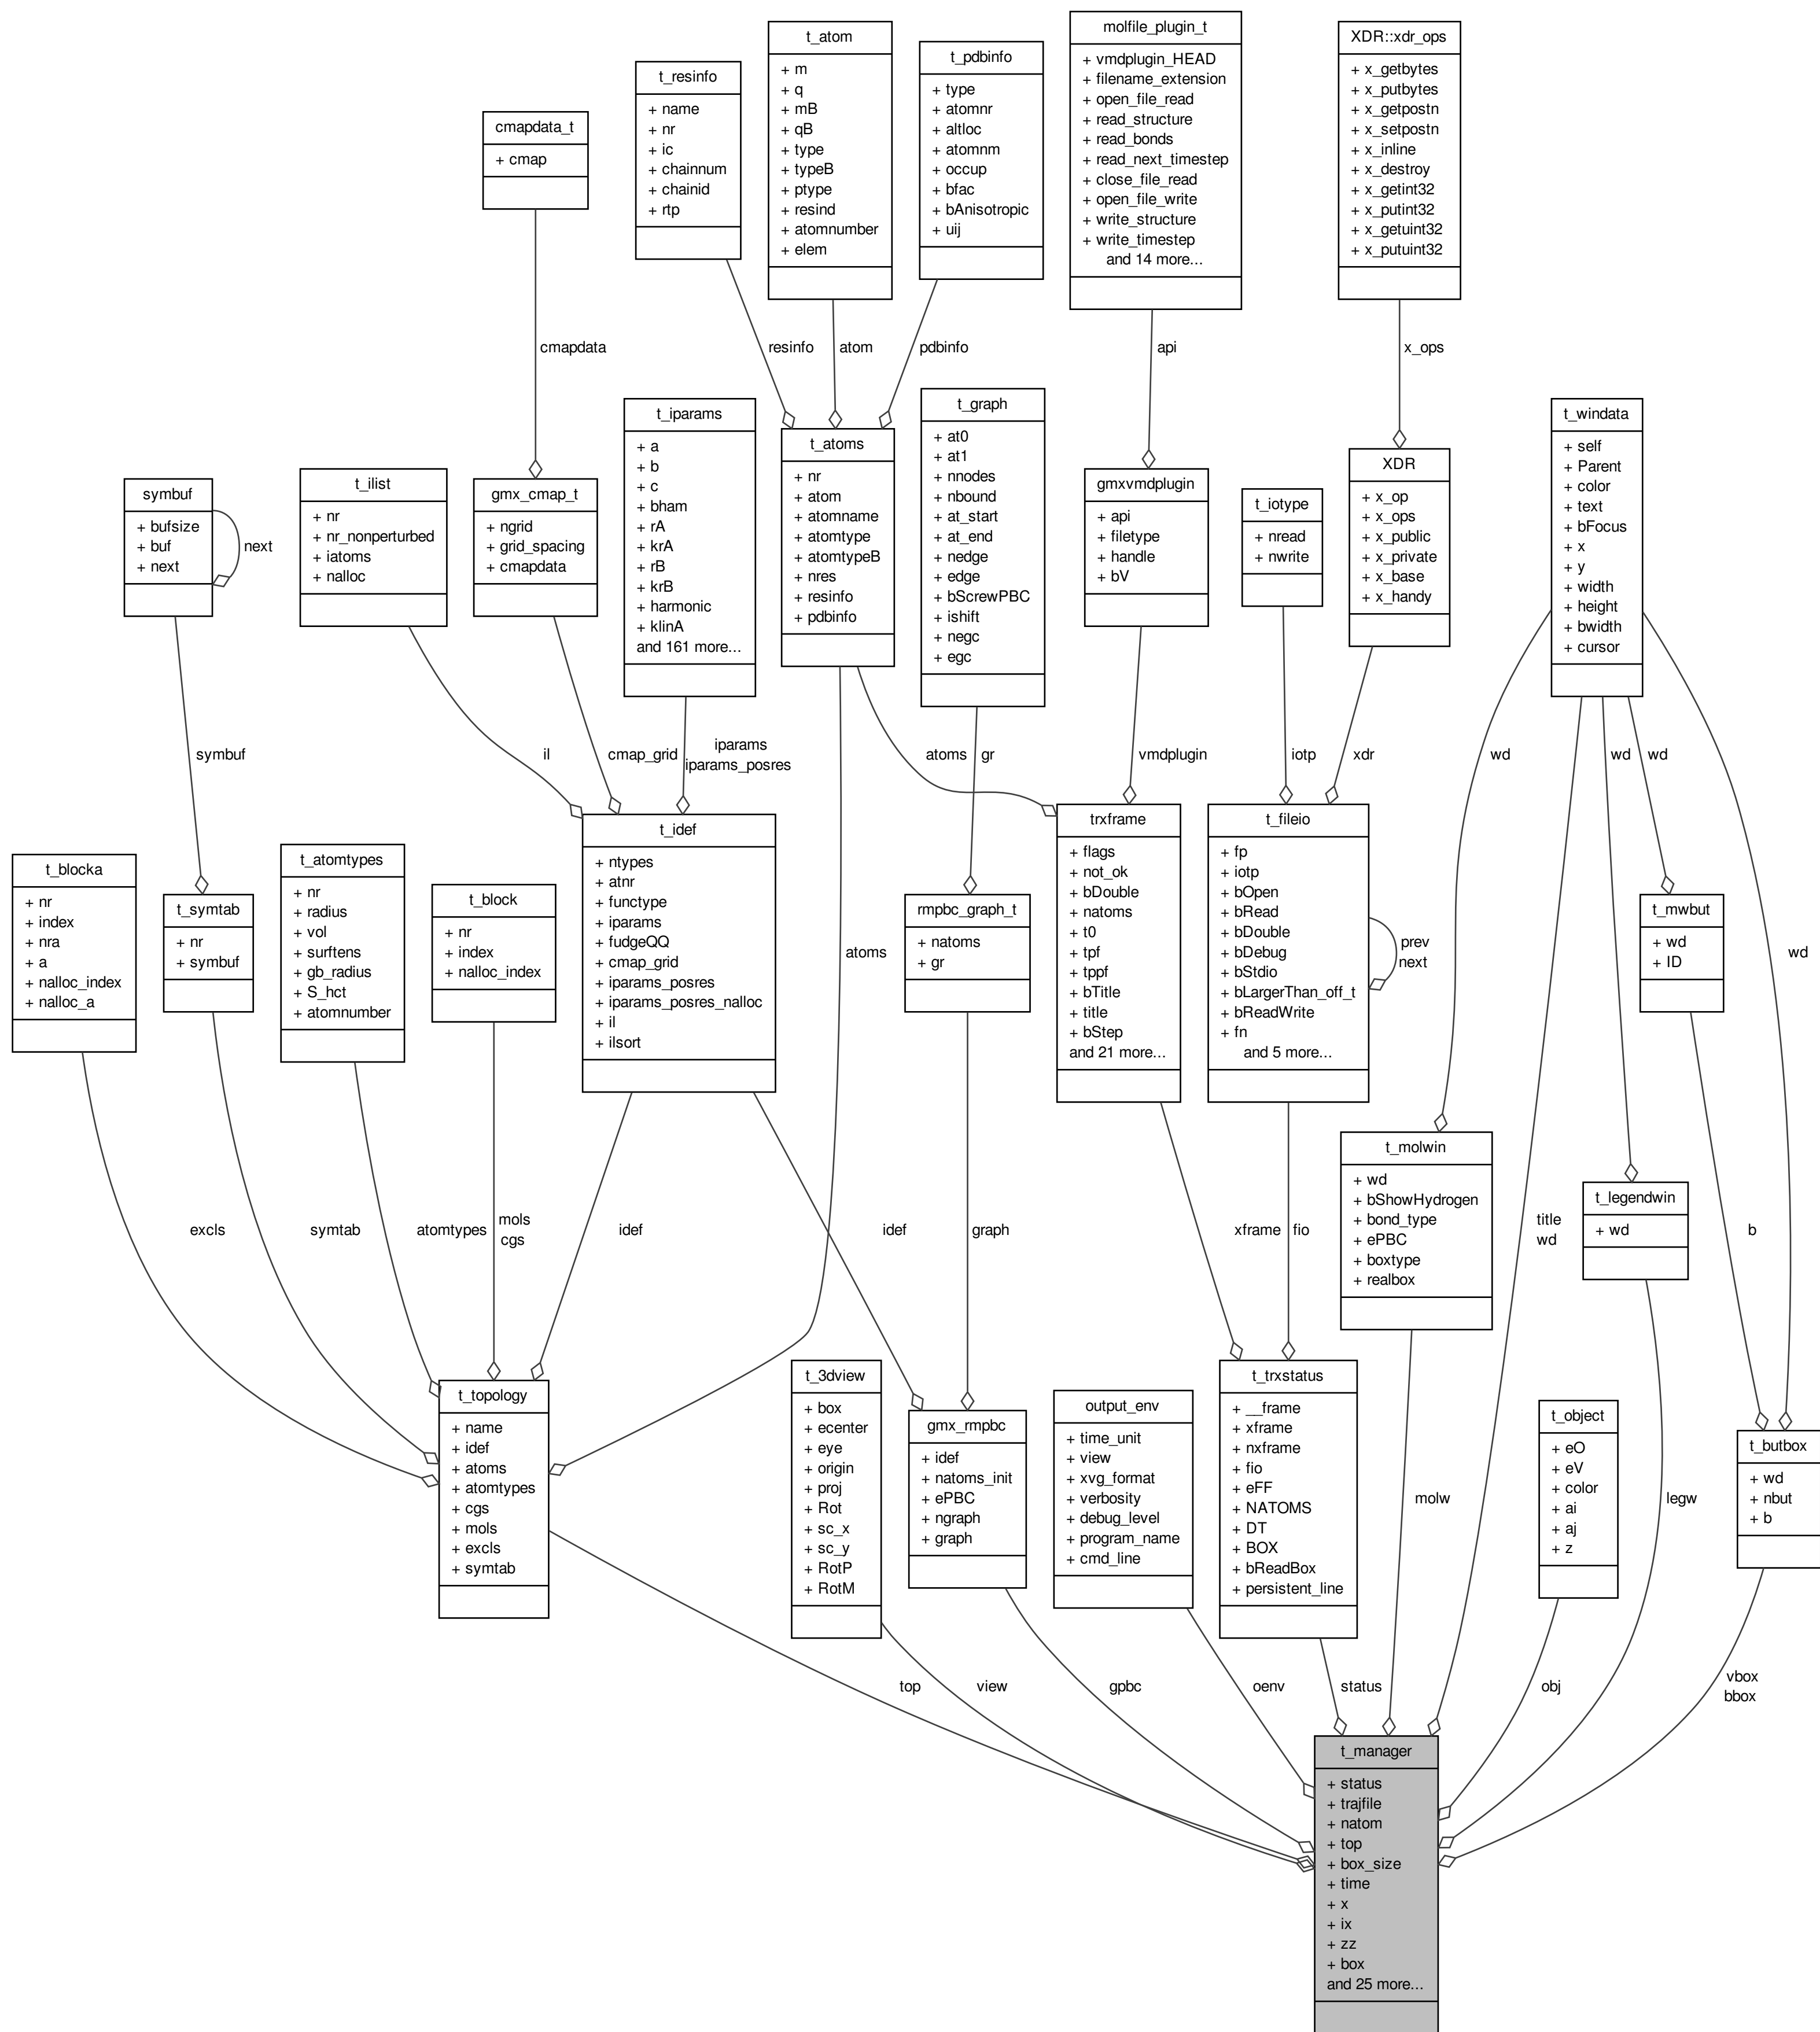 t_atom
+ m
+ q
+ mB
+ qB
+ type
+ typeB
+ ptype
+ resind
+ atomnumber
+ elem
t_pdbinfo
+ type
+ atomnr
+ altloc
+ atomnm
+ occup
+ bfac
+ bAnisotropic
+ uij
molfile_plugin_t
+ vmdplugin_HEAD
+ filename_extension
+ open_file_read
+ read_structure
+ read_bonds
+ read_next_timestep
+ close_file_read
+ open_file_write
+ write_structure
+ write_timestep
and 14 more...
XDR::xdr_ops
+ x_getbytes
+ x_putbytes
+ x_getpostn
+ x_setpostn
+ x_inline
+ x_destroy
+ x_getint32
+ x_putint32
+ x_getuint32
+ x_putuint32
t_resinfo
+ name
+ nr
+ ic
+ chainnum
+ chainid
+ rtp
cmapdata_t
+ cmap
cmapdata
resinfo
atom
pdbinfo
api
x_ops
symbuf
+ bufsize
+ buf
+ next
next
t_ilist
+ nr
+ nr_nonperturbed
+ iatoms
+ nalloc
gmx_cmap_t
+ ngrid
+ grid_spacing
+ cmapdata
t_iparams
+ a
+ b
+ c
+ bham
+ rA
+ krA
+ rB
+ krB
+ harmonic
+ klinA
and 161 more...
t_atoms
+ nr
+ atom
+ atomname
+ atomtype
+ atomtypeB
+ nres
+ resinfo
+ pdbinfo
t_graph
+ at0
+ at1
+ nnodes
+ nbound
+ at_start
+ at_end
+ nedge
+ edge
+ bScrewPBC
+ ishift
+ negc
+ egc
gmxvmdplugin
+ api
+ filetype
+ handle
+ bV
t_iotype
+ nread
+ nwrite
XDR
+ x_op
+ x_ops
+ x_public
+ x_private
+ x_base
+ x_handy
t_windata
+ self
+ Parent
+ color
+ text
+ bFocus
+ x
+ y
+ width
+ height
+ bwidth
+ cursor
symbuf
il
cmap_grid
iparams
iparams_posres
atoms
gr
vmdplugin
iotp
xdr
wd
wd
wd
t_blocka
+ nr
+ index
+ nra
+ a
+ nalloc_index
+ nalloc_a
t_symtab
+ nr
+ symbuf
t_atomtypes
+ nr
+ radius
+ vol
+ surftens
+ gb_radius
+ S_hct
+ atomnumber
t_block
+ nr
+ index
+ nalloc_index
t_idef
+ ntypes
+ atnr
+ functype
+ iparams
+ fudgeQQ
+ cmap_grid
+ iparams_posres
+ iparams_posres_nalloc
+ il
+ ilsort
atoms
rmpbc_graph_t
+ natoms
+ gr
trxframe
+ flags
+ not_ok
+ bDouble
+ natoms
+ t0
+ tpf
+ tppf
+ bTitle
+ title
+ bStep
and 21 more...
t_fileio
+ fp
+ iotp
+ bOpen
+ bRead
+ bDouble
+ bDebug
+ bStdio
+ bLargerThan_off_t
+ bReadWrite
+ fn
and 5 more...
prev
next
t_mwbut
+ wd
+ ID
wd
excls
symtab
atomtypes
mols
cgs
idef
idef
graph
xframe
fio
t_molwin
+ wd
+ bShowHydrogen
+ bond_type
+ ePBC
+ boxtype
+ realbox
title
wd
t_legendwin
+ wd
b
t_topology
+ name
+ idef
+ atoms
+ atomtypes
+ cgs
+ mols
+ excls
+ symtab
t_3dview
+ box
+ ecenter
+ eye
+ origin
+ proj
+ Rot
+ sc_x
+ sc_y
+ RotP
+ RotM
gmx_rmpbc
+ idef
+ natoms_init
+ ePBC
+ ngraph
+ graph
output_env
+ time_unit
+ view
+ xvg_format
+ verbosity
+ debug_level
+ program_name
+ cmd_line
t_trxstatus
+ __frame
+ xframe
+ nxframe
+ fio
+ eFF
+ NATOMS
+ DT
+ BOX
+ bReadBox
+ persistent_line
molw
t_object
+ eO
+ eV
+ color
+ ai
+ aj
+ z
legw
t_butbox
+ wd
+ nbut
+ b
top
view
gpbc
oenv
status
obj
vbox
bbox
t_manager
+ status
+ trajfile
+ natom
+ top
+ box_size
+ time
+ x
+ ix
+ zz
+ box
and 25 more...